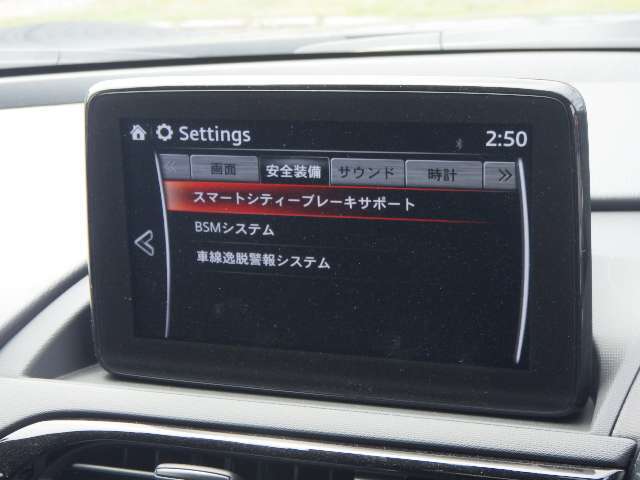 Settings 2:50
画面 安全装備 サウンド 時計
スマートシティーブレーキサポート
BSMシステム
車線逸脱警報システム